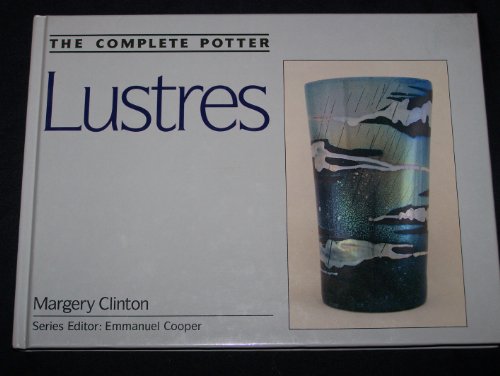 THE COMPLETE POTTER
Lustres
Margery Clinton
Series Editor: Emmanuel Cooper